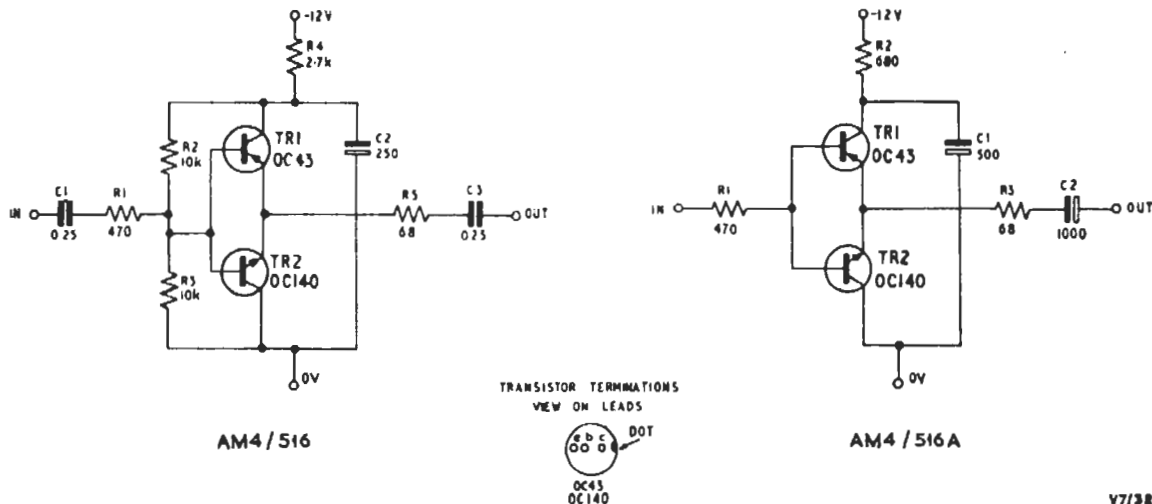 -12V
R4
2·7k
R2
10k
TR1
OC43
C2
250
C1
R1
IN
0.25
470
R5
68
C3
0.25
OUT
TR2
OC140
R3
10k
0V
AM4/516
-12V
R2
680
TR1
OC43
C1
500
R1
IN
470
R3
68
C2
1000
OUT
TR2
OC140
0V
AM4/516A
TRANSISTOR TERMINATIONS
VIEW ON LEADS
e b c
DOT
OC43
OC140